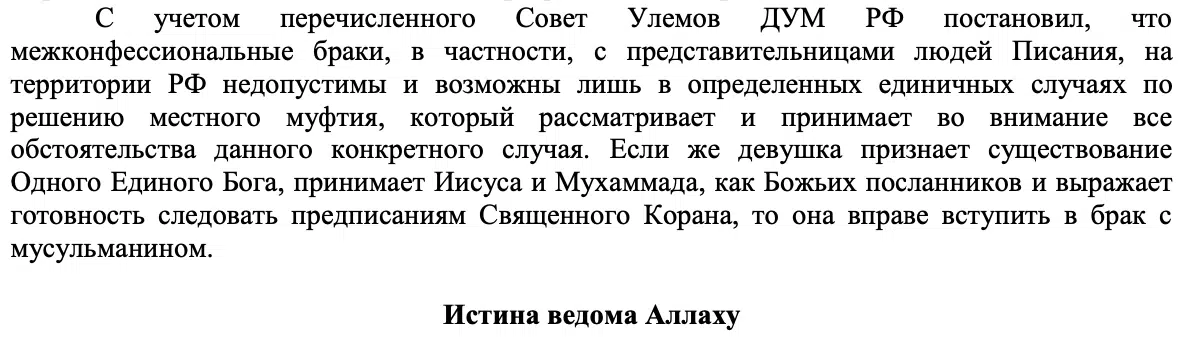 С учетом перечисленного Совет Улемов ДУМ РФ постановил, что
межконфессиональные браки, в частности, с представительницами людей Писания, на
территории РФ недопустимы и возможны лишь в определенных единичных случаях по
решению местного муфтия, который рассматривает и принимает во внимание все
обстоятельства данного конкретного случая. Если же девушка признает существование
Одного Единого Бога, принимает Иисуса и Мухаммада, как Божьих посланников и выражает
готовность следовать предписаниям Священного Корана, то она вправе вступить в брак с
мусульманином.
Истина ведома Аллаху